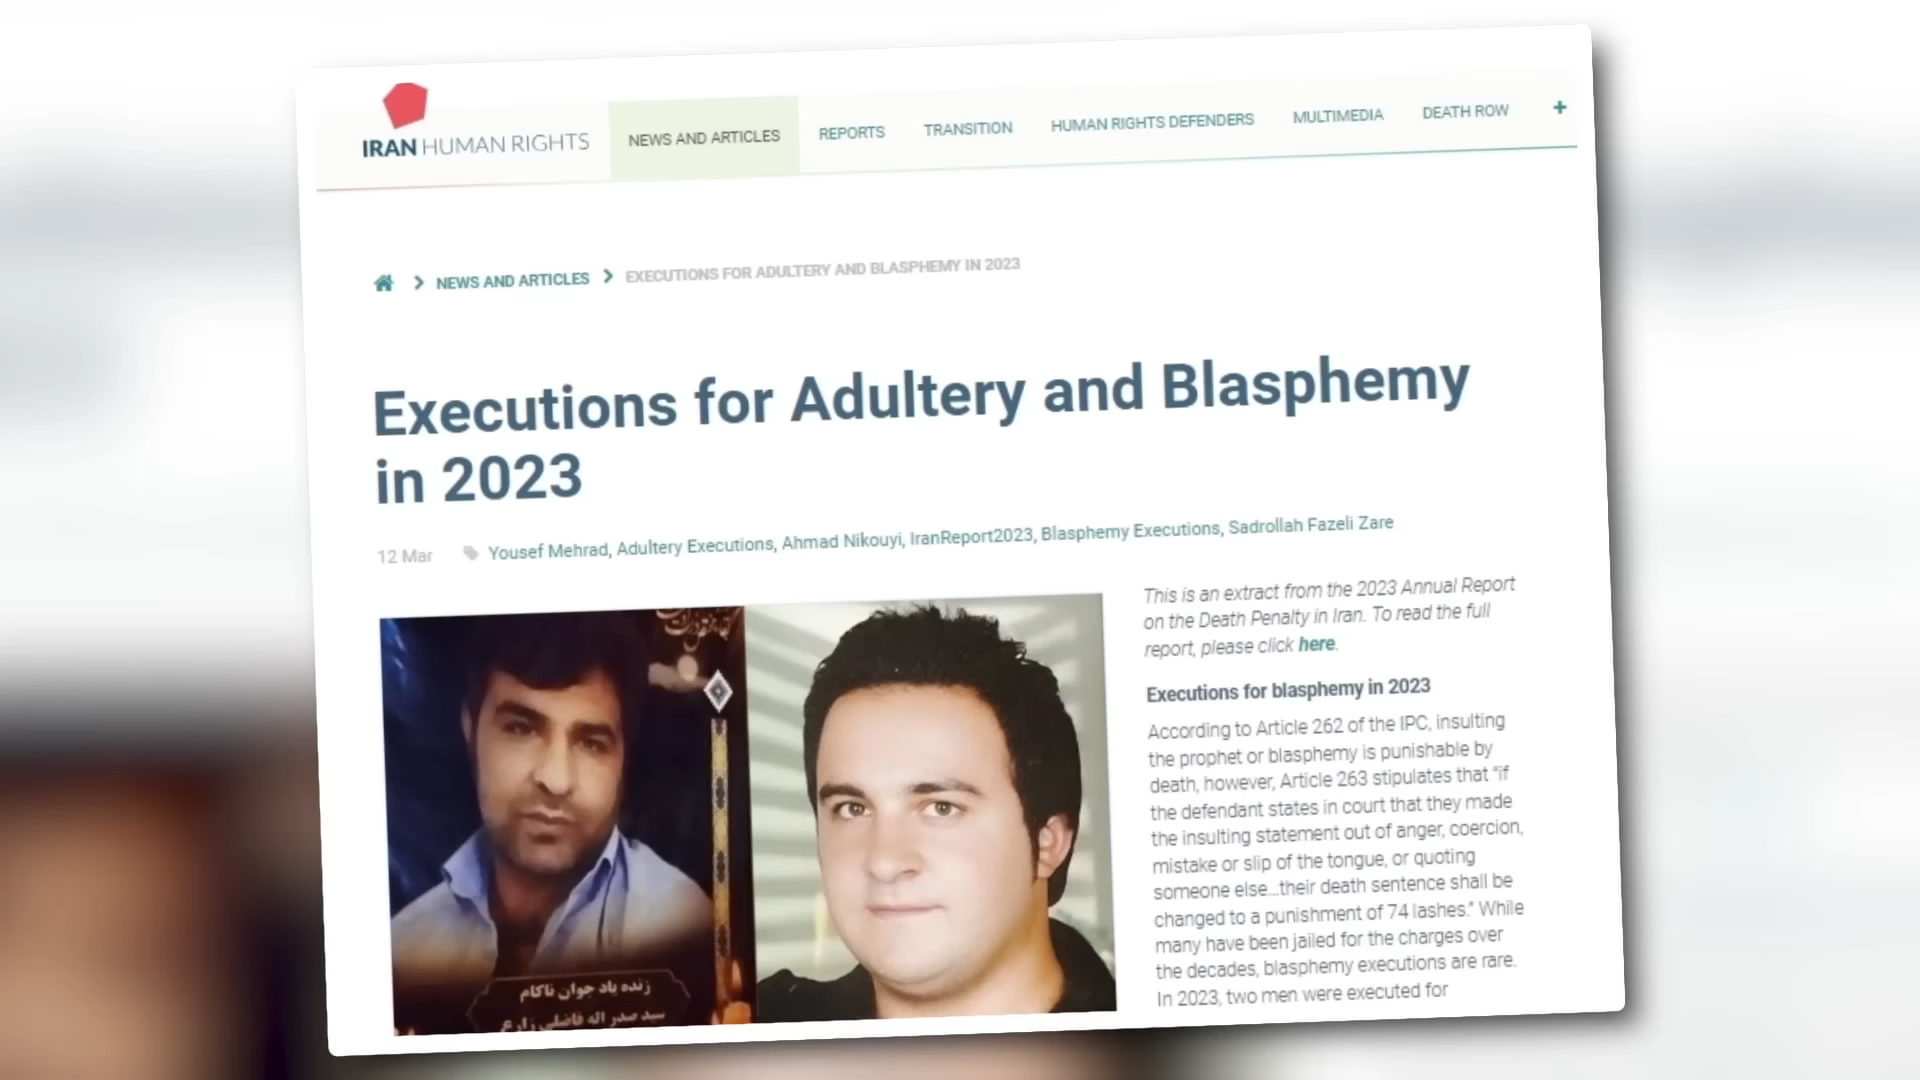 IRAN HUMAN RIGHTS
NEWS AND ARTICLES
REPORTS
TRANSITION
HUMAN RIGHTS DEFENDERS
MULTIMEDIA
DEATH ROW
+
NEWS AND ARTICLES
EXECUTIONS FOR ADULTERY AND BLASPHEMY IN 2023
Executions for Adultery and Blasphemy
in 2023
12 Mar
Yousef Mehrad, Adultery Executions, Ahmad Nikouyi, IranReport2023, Blasphemy Executions, Sadrollah Fazeli Zare
زنده یاد جوان ناکام
سید صدر اله فاضلی زارع
This is an extract from the 2023 Annual Report
on the Death Penalty in Iran. To read the full
report, please click here.
Executions for blasphemy in 2023
According to Article 262 of the IPC, insulting
the prophet or blasphemy is punishable by
death, however, Article 263 stipulates that "if
the defendant states in court that they made
the insulting statement out of anger, coercion,
mistake or slip of the tongue, or quoting
someone else...their death sentence shall be
changed to a punishment of 74 lashes." While
many have been jailed for the charges over
the decades, blasphemy executions are rare.
In 2023, two men were executed for